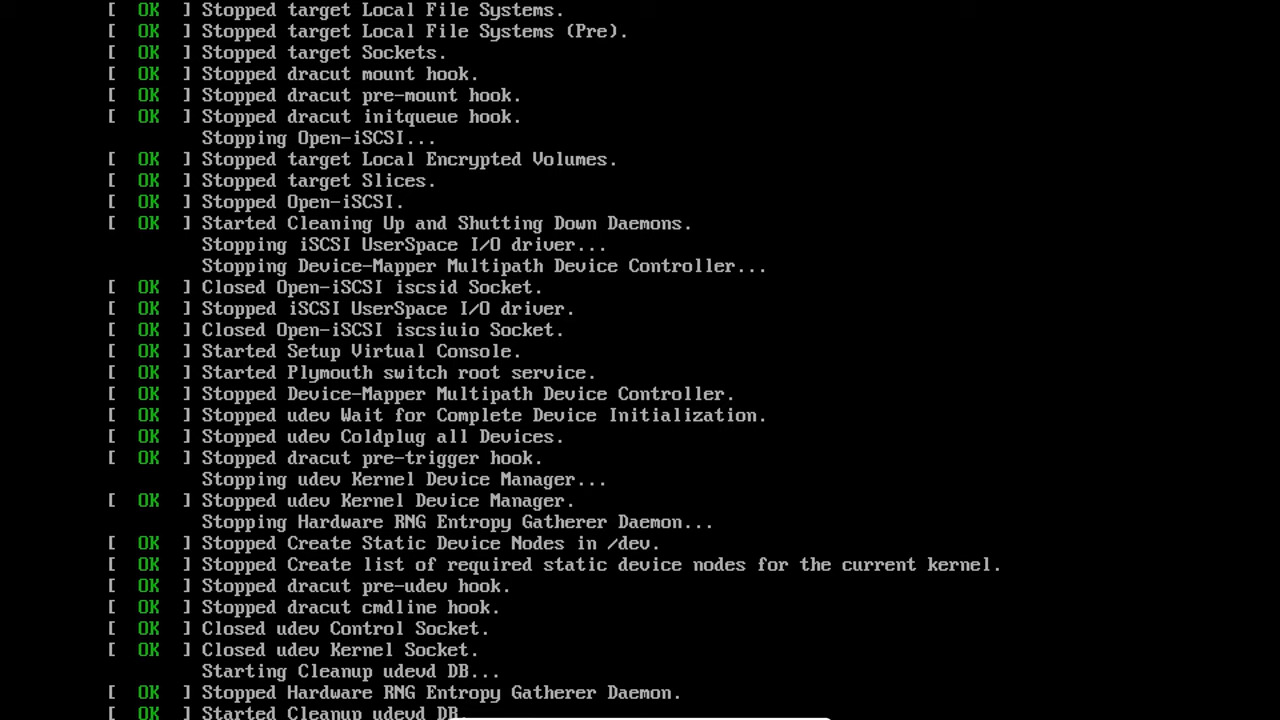 [  OK  ] Stopped target Local File Systems.
[  OK  ] Stopped target Local File Systems (Pre).
[  OK  ] Stopped target Sockets.
[  OK  ] Stopped dracut mount hook.
[  OK  ] Stopped dracut pre-mount hook.
[  OK  ] Stopped dracut initqueue hook.
Stopping Open-iSCSI...
[  OK  ] Stopped target Local Encrypted Volumes.
[  OK  ] Stopped target Slices.
[  OK  ] Stopped Open-iSCSI.
[  OK  ] Started Cleaning Up and Shutting Down Daemons.
Stopping iSCSI UserSpace I/O driver...
Stopping Device-Mapper Multipath Device Controller...
[  OK  ] Closed Open-iSCSI iscsid Socket.
[  OK  ] Stopped iSCSI UserSpace I/O driver.
[  OK  ] Closed Open-iSCSI iscsiuio Socket.
[  OK  ] Started Setup Virtual Console.
[  OK  ] Started Plymouth switch root service.
[  OK  ] Stopped Device-Mapper Multipath Device Controller.
[  OK  ] Stopped udev Wait for Complete Device Initialization.
[  OK  ] Stopped udev Coldplug all Devices.
[  OK  ] Stopped dracut pre-trigger hook.
Stopping udev Kernel Device Manager...
[  OK  ] Stopped udev Kernel Device Manager.
Stopping Hardware RNG Entropy Gatherer Daemon...
[  OK  ] Stopped Create Static Device Nodes in /dev.
[  OK  ] Stopped Create list of required static device nodes for the current kernel.
[  OK  ] Stopped dracut pre-udev hook.
[  OK  ] Stopped dracut cmdline hook.
[  OK  ] Closed udev Control Socket.
[  OK  ] Closed udev Kernel Socket.
Starting Cleanup udevd DB...
[  OK  ] Stopped Hardware RNG Entropy Gatherer Daemon.
[  OK  ] Started Cleanup udevd DB.